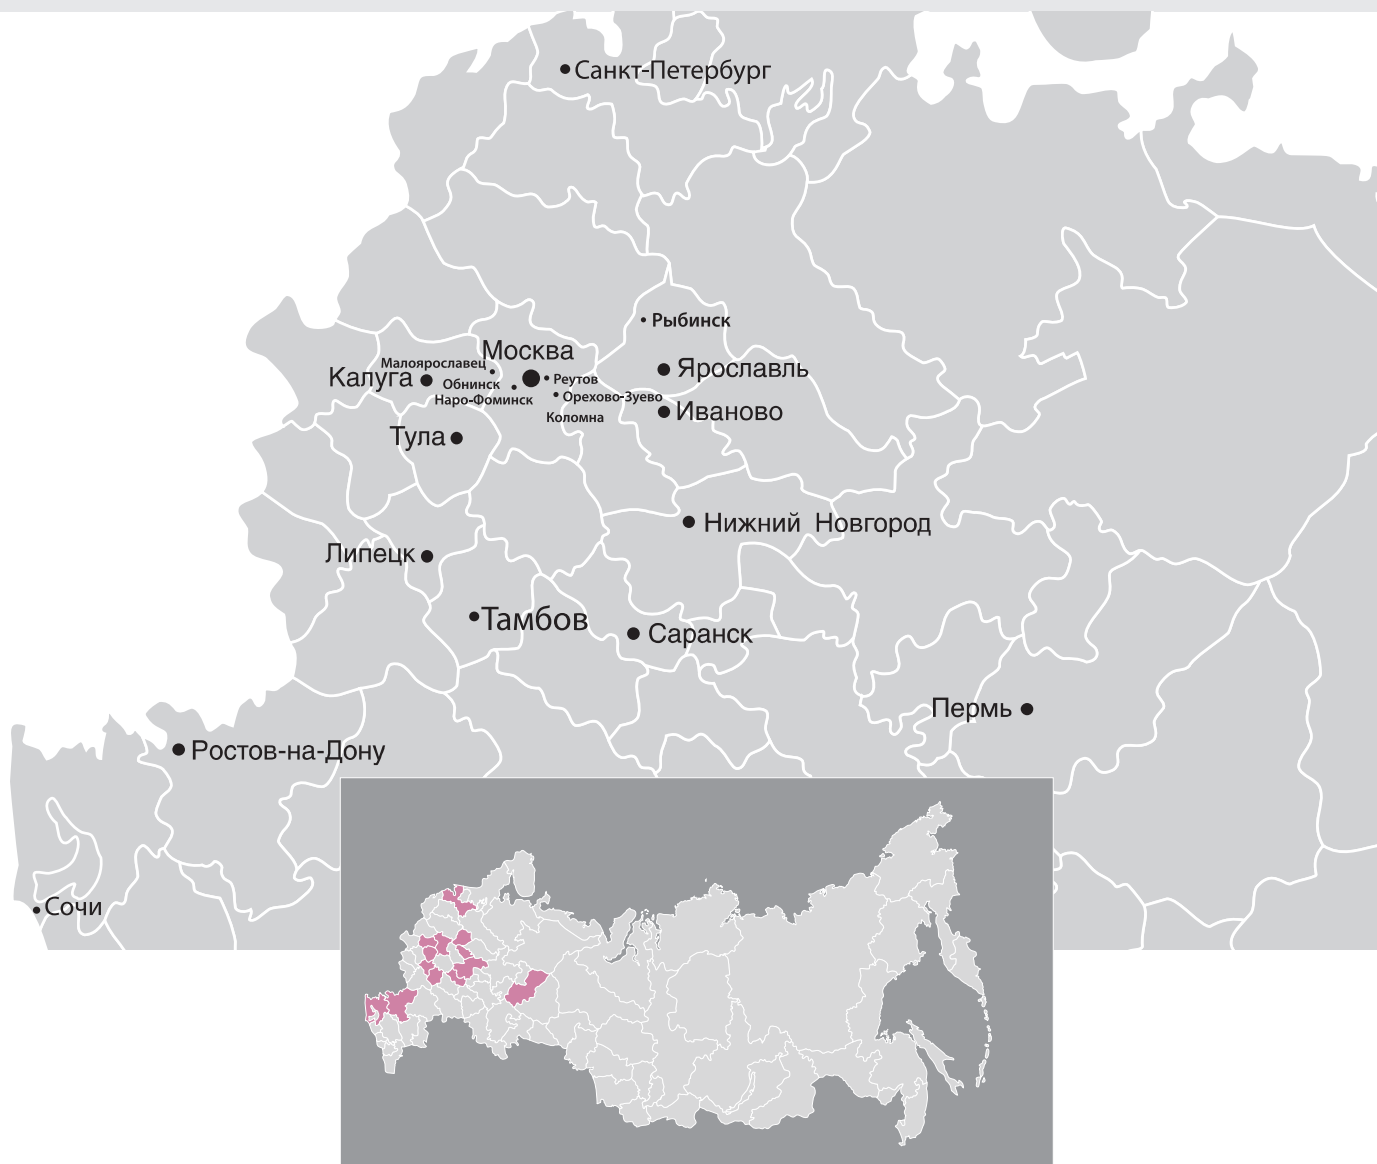 Санкт-Петербург
Рыбинск
Москва
Малоярославец
Ярославль
Калуга
Реутов
Обнинск
Орехово-Зуево
Наро-Фоминск
Иваново
Коломна
Тула
Нижний Новгород
Липецк
Тамбов
Саранск
Пермь
Ростов-на-Дону
Сочи